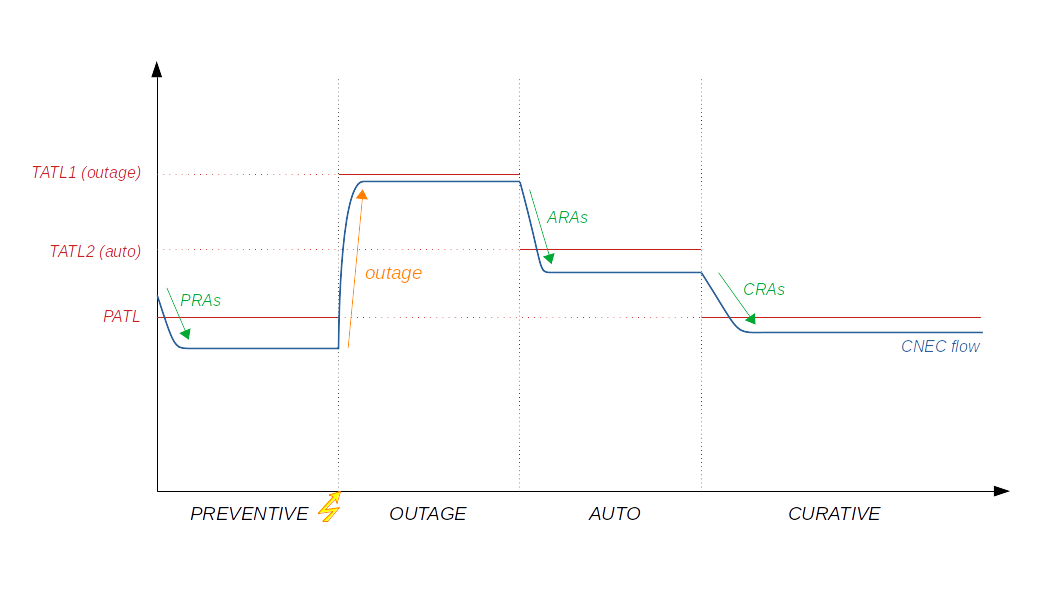 TATL1 (outage)
TATL2 (auto)
PATL
PRAs
outage
ARAs
CRAs
CNEC flow
PREVENTIVE
OUTAGE
AUTO
CURATIVE